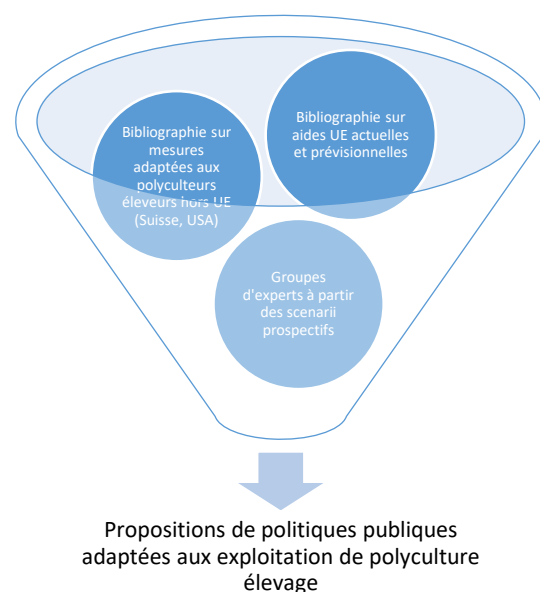 Bibliographie sur
mesures
adaptées aux
polyculteurs
éleveurs hors UE
(Suisse, USA)
Bibliographie sur
aides UE actuelles
et prévisionnelles
Groupes
d'experts à partir
des scenarii
prospectifs
Propositions de politiques publiques
adaptées aux exploitation de polyculture
élevage